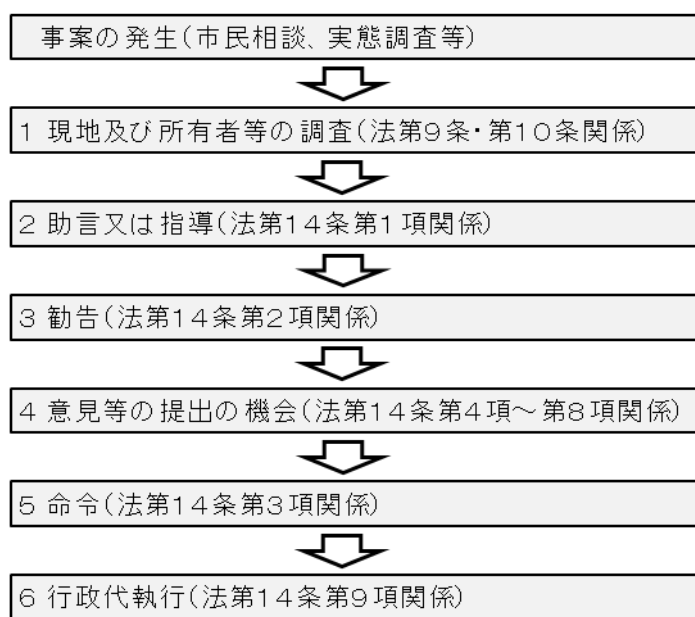 事案の発生(市民相談、実態調査等)
1 現地及び所有者等の調査(法第9条・第10条関係)
2 助言又は指導(法第14条第1項関係)
3 勧告(法第14条第2項関係)
4 意見等の提出の機会(法第14条第4項~第8項関係)
5 命令(法第14条第3項関係)
6 行政代執行(法第14条第9項関係)